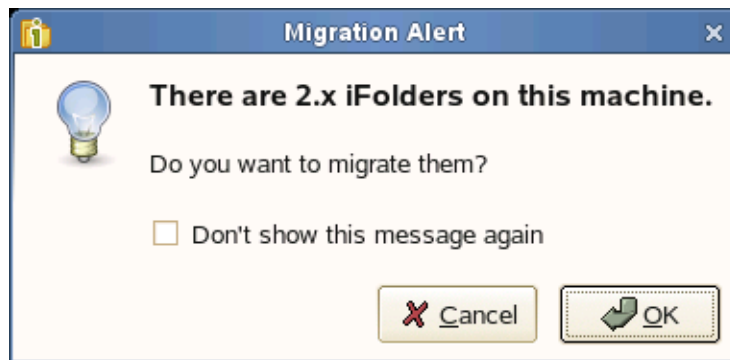 Migration Alert
There are 2.x iFolders on this machine.
Do you want to migrate them?
Don't show this message again
Cancel OK